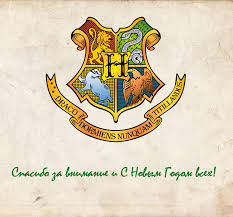 H
DRACO DORMIENS NUNQUAM TITILLANDUS
Спасибо за внимание и С Новым Годом всех!